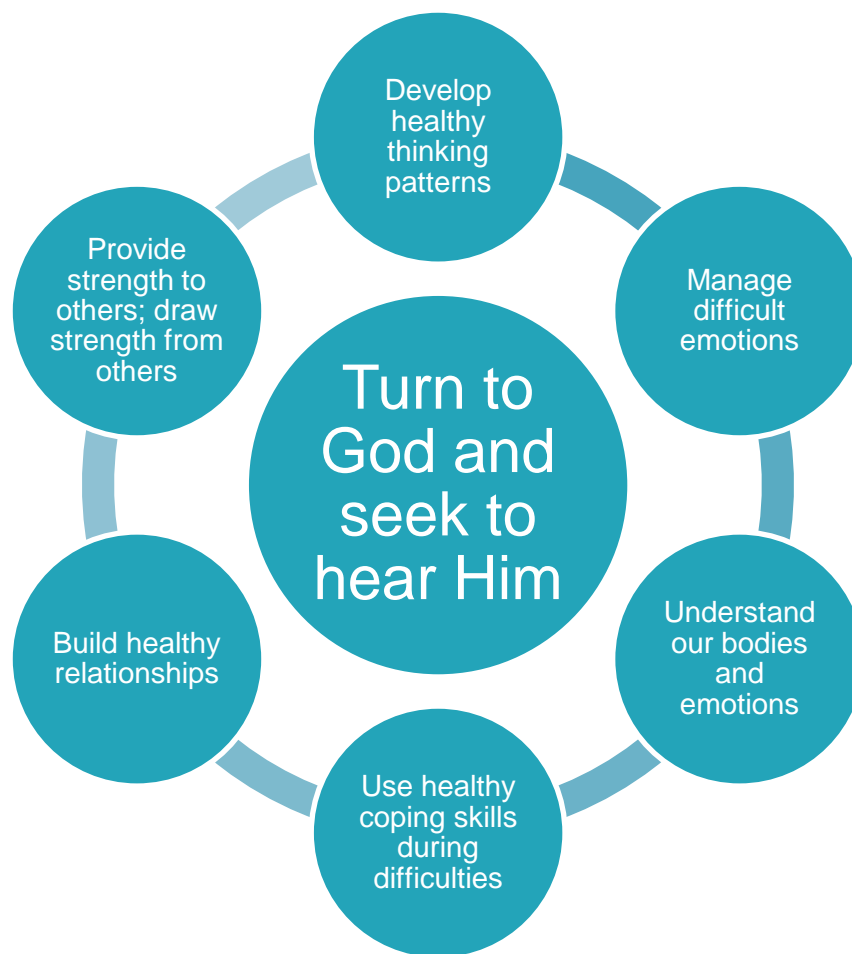 Develop
healthy
thinking
patterns
Manage
difficult
emotions
Understand
our bodies
and
emotions
Use healthy
coping skills
during
difficulties
Build healthy
relationships
Provide
strength to
others; draw
strength from
others
Turn to
God and
seek to
hear Him